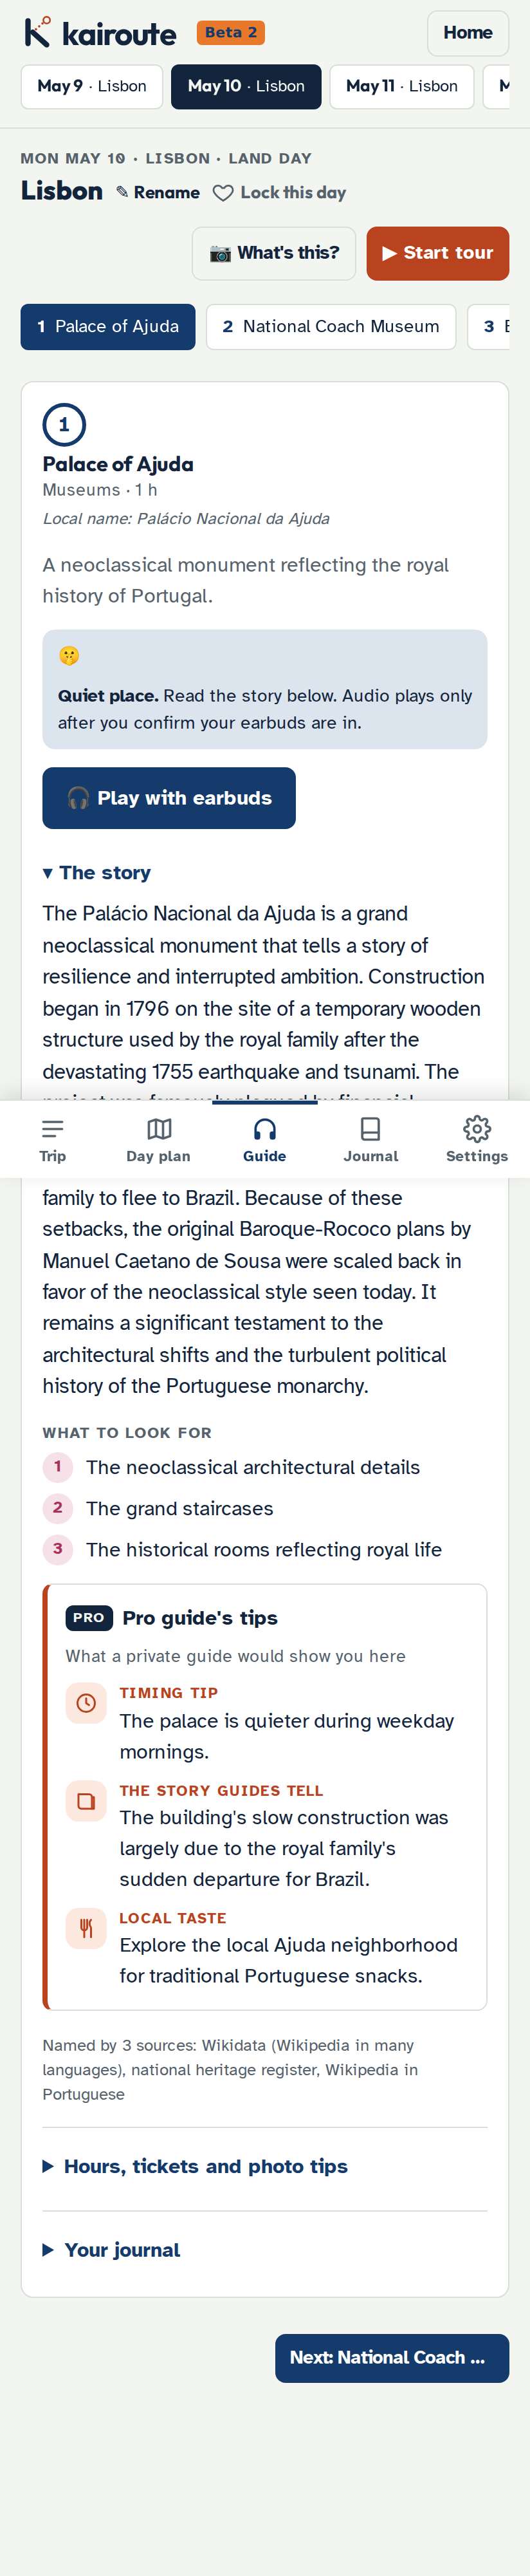 kairoute
Beta 2
Home
May 9 · Lisbon
May 10 · Lisbon
May 11 · Lisbon
MON MAY 10 · LISBON · LAND DAY
Lisbon
✎ Rename
Lock this day
📷 What's this?
▶ Start tour
1 Palace of Ajuda
2 National Coach Museum
3
1
Palace of Ajuda
Museums · 1 h
Local name: Palácio Nacional da Ajuda
A neoclassical monument reflecting the royal
history of Portugal.
🤫
Quiet place. Read the story below. Audio plays only
after you confirm your earbuds are in.
🎧 Play with earbuds
▾ The story
The Palácio Nacional da Ajuda is a grand
neoclassical monument that tells a story of
resilience and interrupted ambition. Construction
began in 1796 on the site of a temporary wooden
structure used by the royal family after the
devastating 1755 earthquake and tsunami. The
project was famously plagued by financial
Trip
Day plan
Guide
Journal
Settings
family to flee to Brazil. Because of these
setbacks, the original Baroque-Rococo plans by
Manuel Caetano de Sousa were scaled back in
favor of the neoclassical style seen today. It
remains a significant testament to the
architectural shifts and the turbulent political
history of the Portuguese monarchy.
WHAT TO LOOK FOR
1 The neoclassical architectural details
2 The grand staircases
3 The historical rooms reflecting royal life
PRO Pro guide's tips
What a private guide would show you here
TIMING TIP
The palace is quieter during weekday
mornings.
THE STORY GUIDES TELL
The building's slow construction was
largely due to the royal family's
sudden departure for Brazil.
LOCAL TASTE
Explore the local Ajuda neighborhood
for traditional Portuguese snacks.
Named by 3 sources: Wikidata (Wikipedia in many
languages), national heritage register, Wikipedia in
Portuguese
▶ Hours, tickets and photo tips
▶ Your journal
Next: National Coach ...